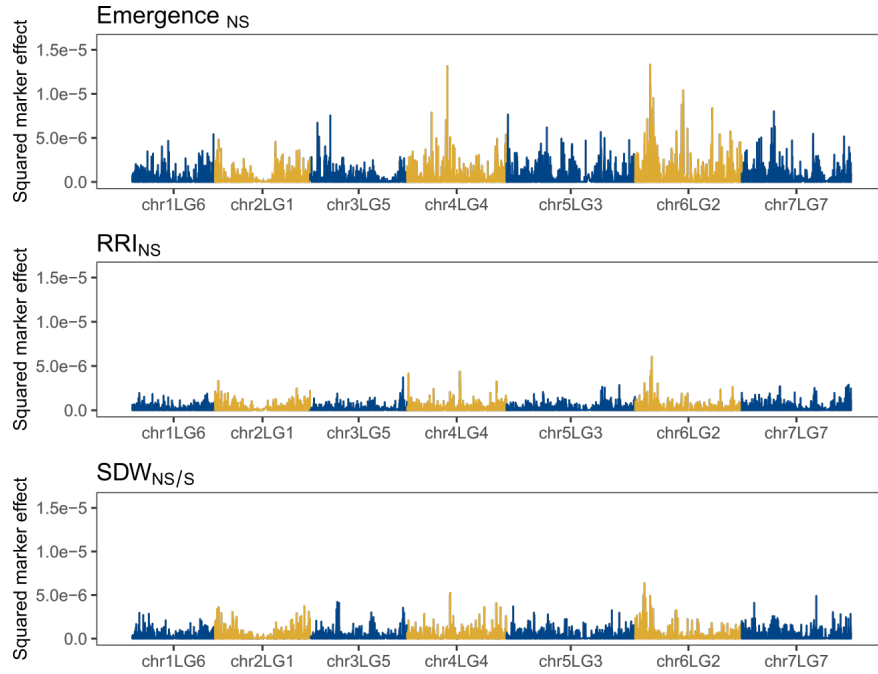 Emergence NS
Squared marker effect
1.5e−5
1.0e−5
5.0e−6
0.0
chr1LG6 chr2LG1 chr3LG5 chr4LG4 chr5LG3 chr6LG2 chr7LG7
RRINS
Squared marker effect
1.5e−5
1.0e−5
5.0e−6
0.0
chr1LG6 chr2LG1 chr3LG5 chr4LG4 chr5LG3 chr6LG2 chr7LG7
SDWNS/S
Squared marker effect
1.5e−5
1.0e−5
5.0e−6
0.0
chr1LG6 chr2LG1 chr3LG5 chr4LG4 chr5LG3 chr6LG2 chr7LG7